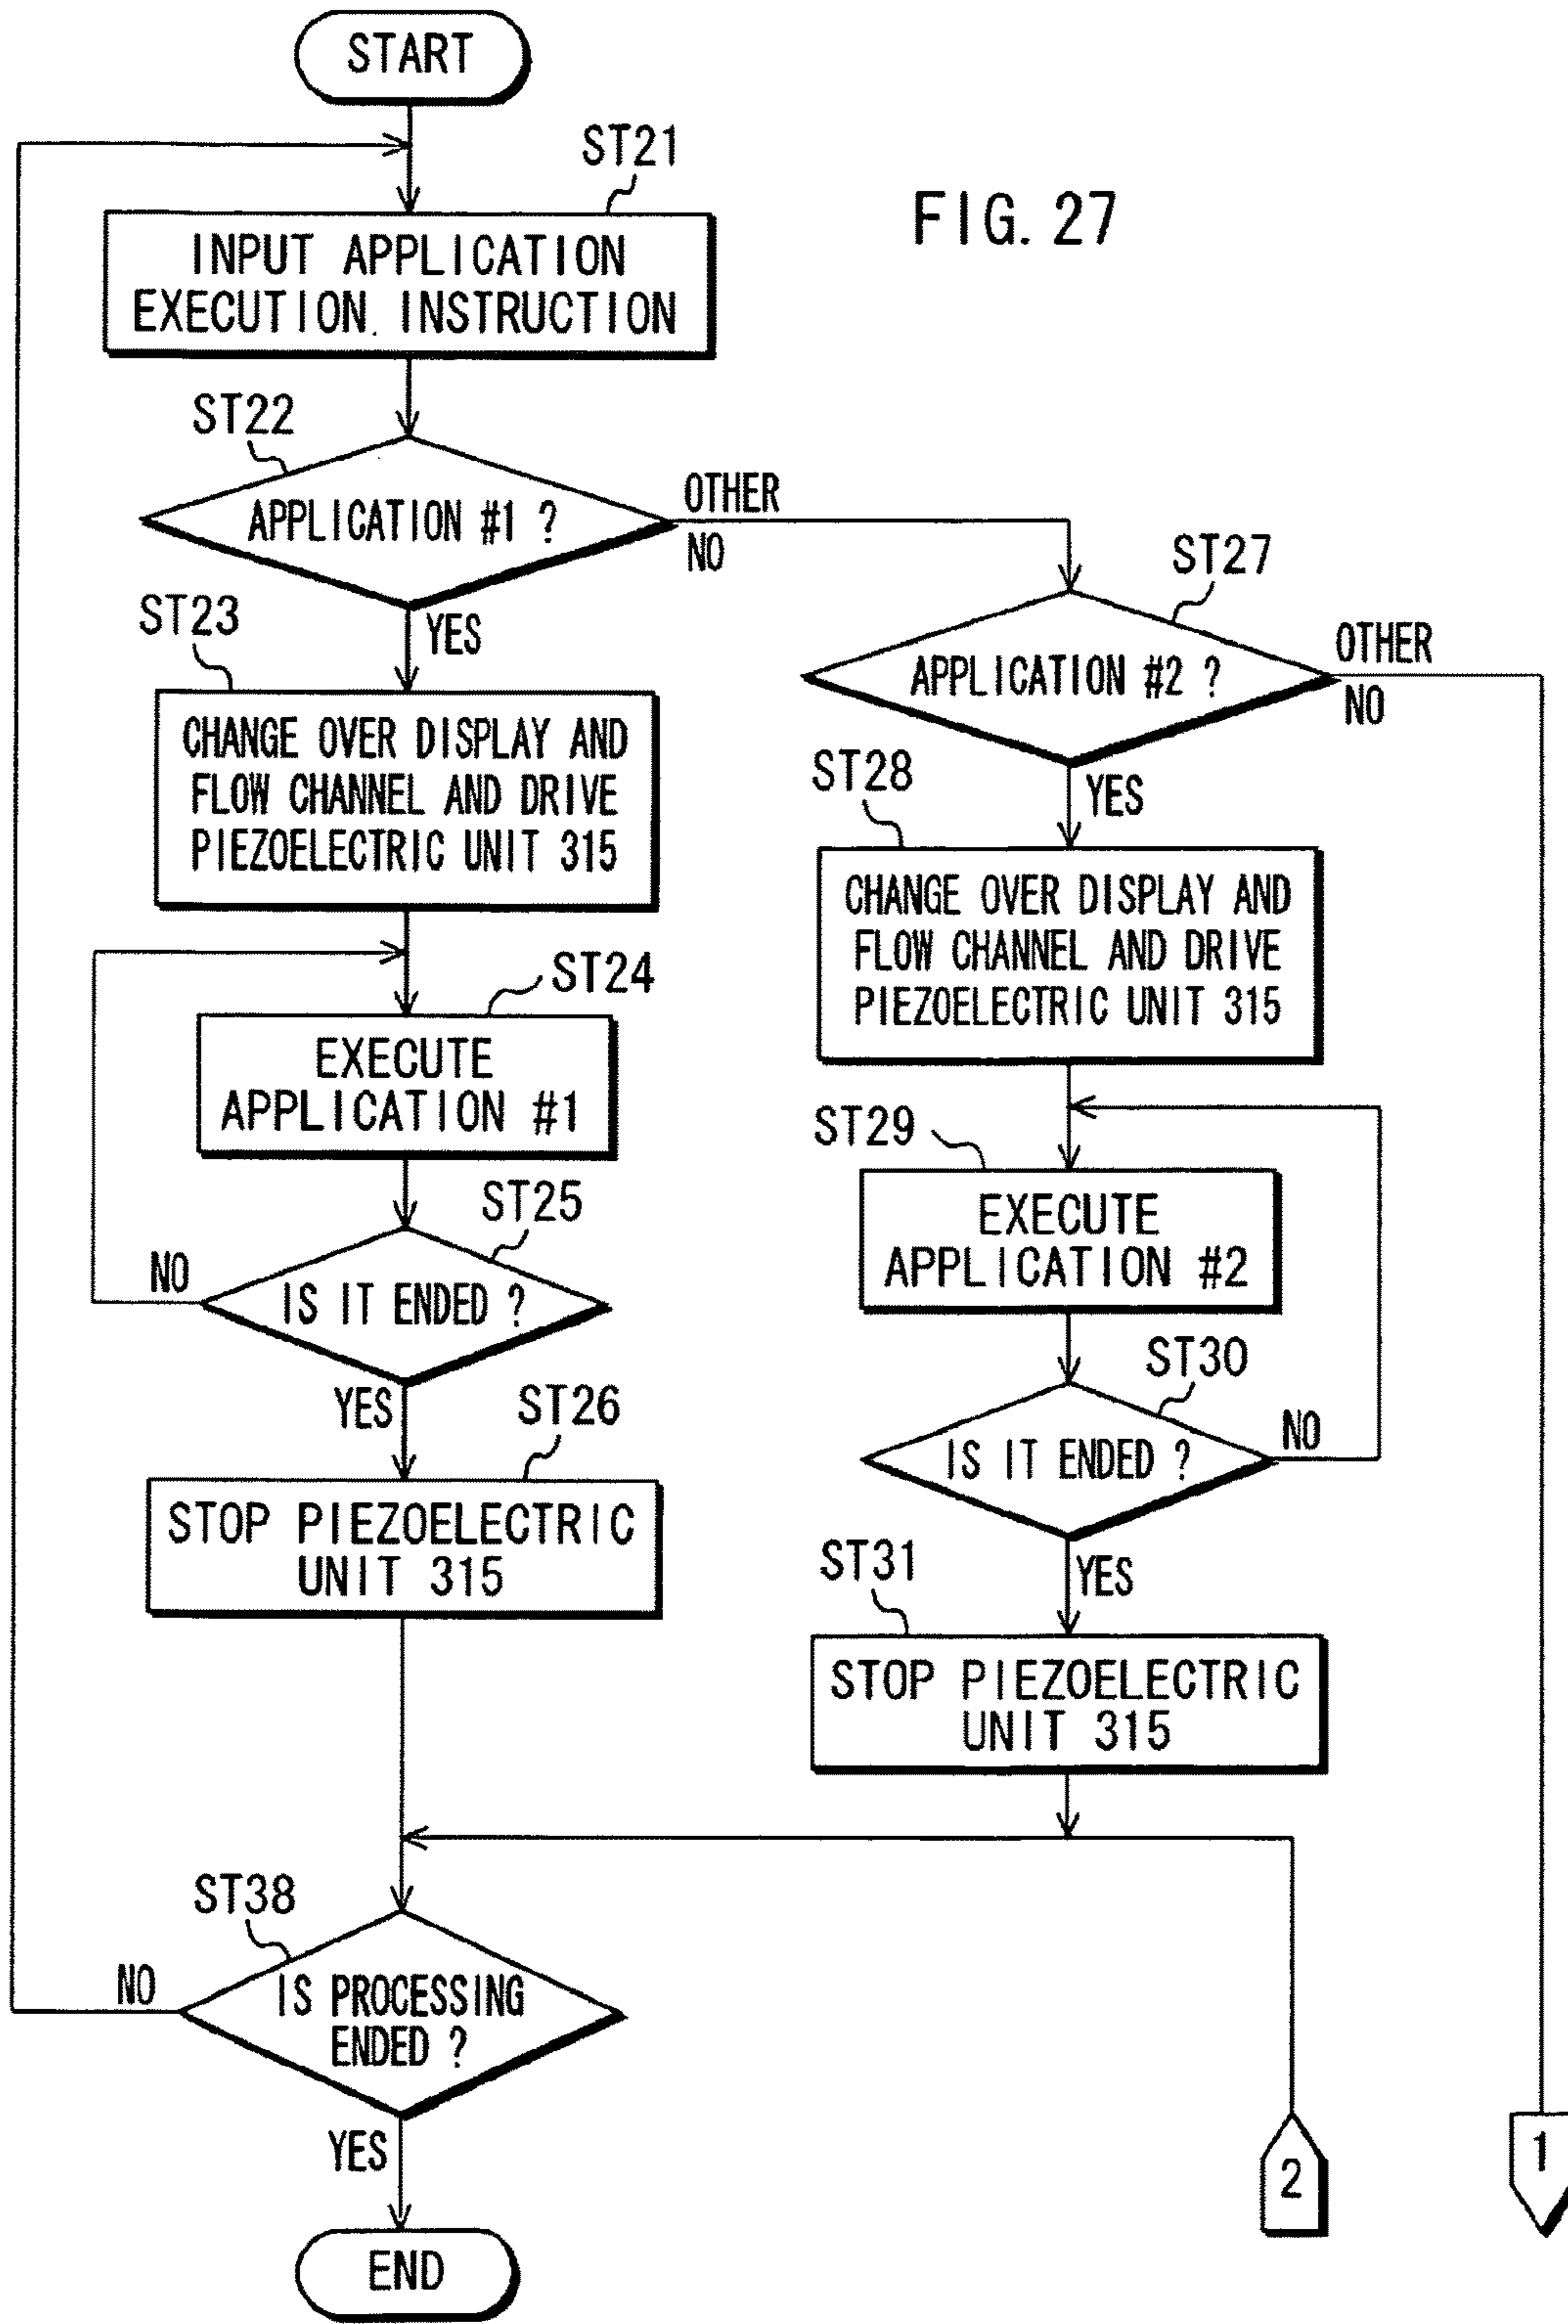 START
ST21
FIG. 27
INPUT APPLICATION
EXECUTION INSTRUCTION
ST22
APPLICATION #1 ?
OTHER
NO
YES
ST23
CHANGE OVER DISPLAY AND
FLOW CHANNEL AND DRIVE
PIEZOELECTRIC UNIT 315
ST24
EXECUTE
APPLICATION #1
ST25
NO
IS IT ENDED ?
YES
ST26
STOP PIEZOELECTRIC
UNIT 315
ST27
APPLICATION #2 ?
OTHER
NO
YES
ST28
CHANGE OVER DISPLAY AND
FLOW CHANNEL AND DRIVE
PIEZOELECTRIC UNIT 315
ST29
EXECUTE
APPLICATION #2
ST30
IS IT ENDED ?
NO
YES
ST31
STOP PIEZOELECTRIC
UNIT 315
ST38
NO
IS PROCESSING
ENDED ?
YES
END
2
1